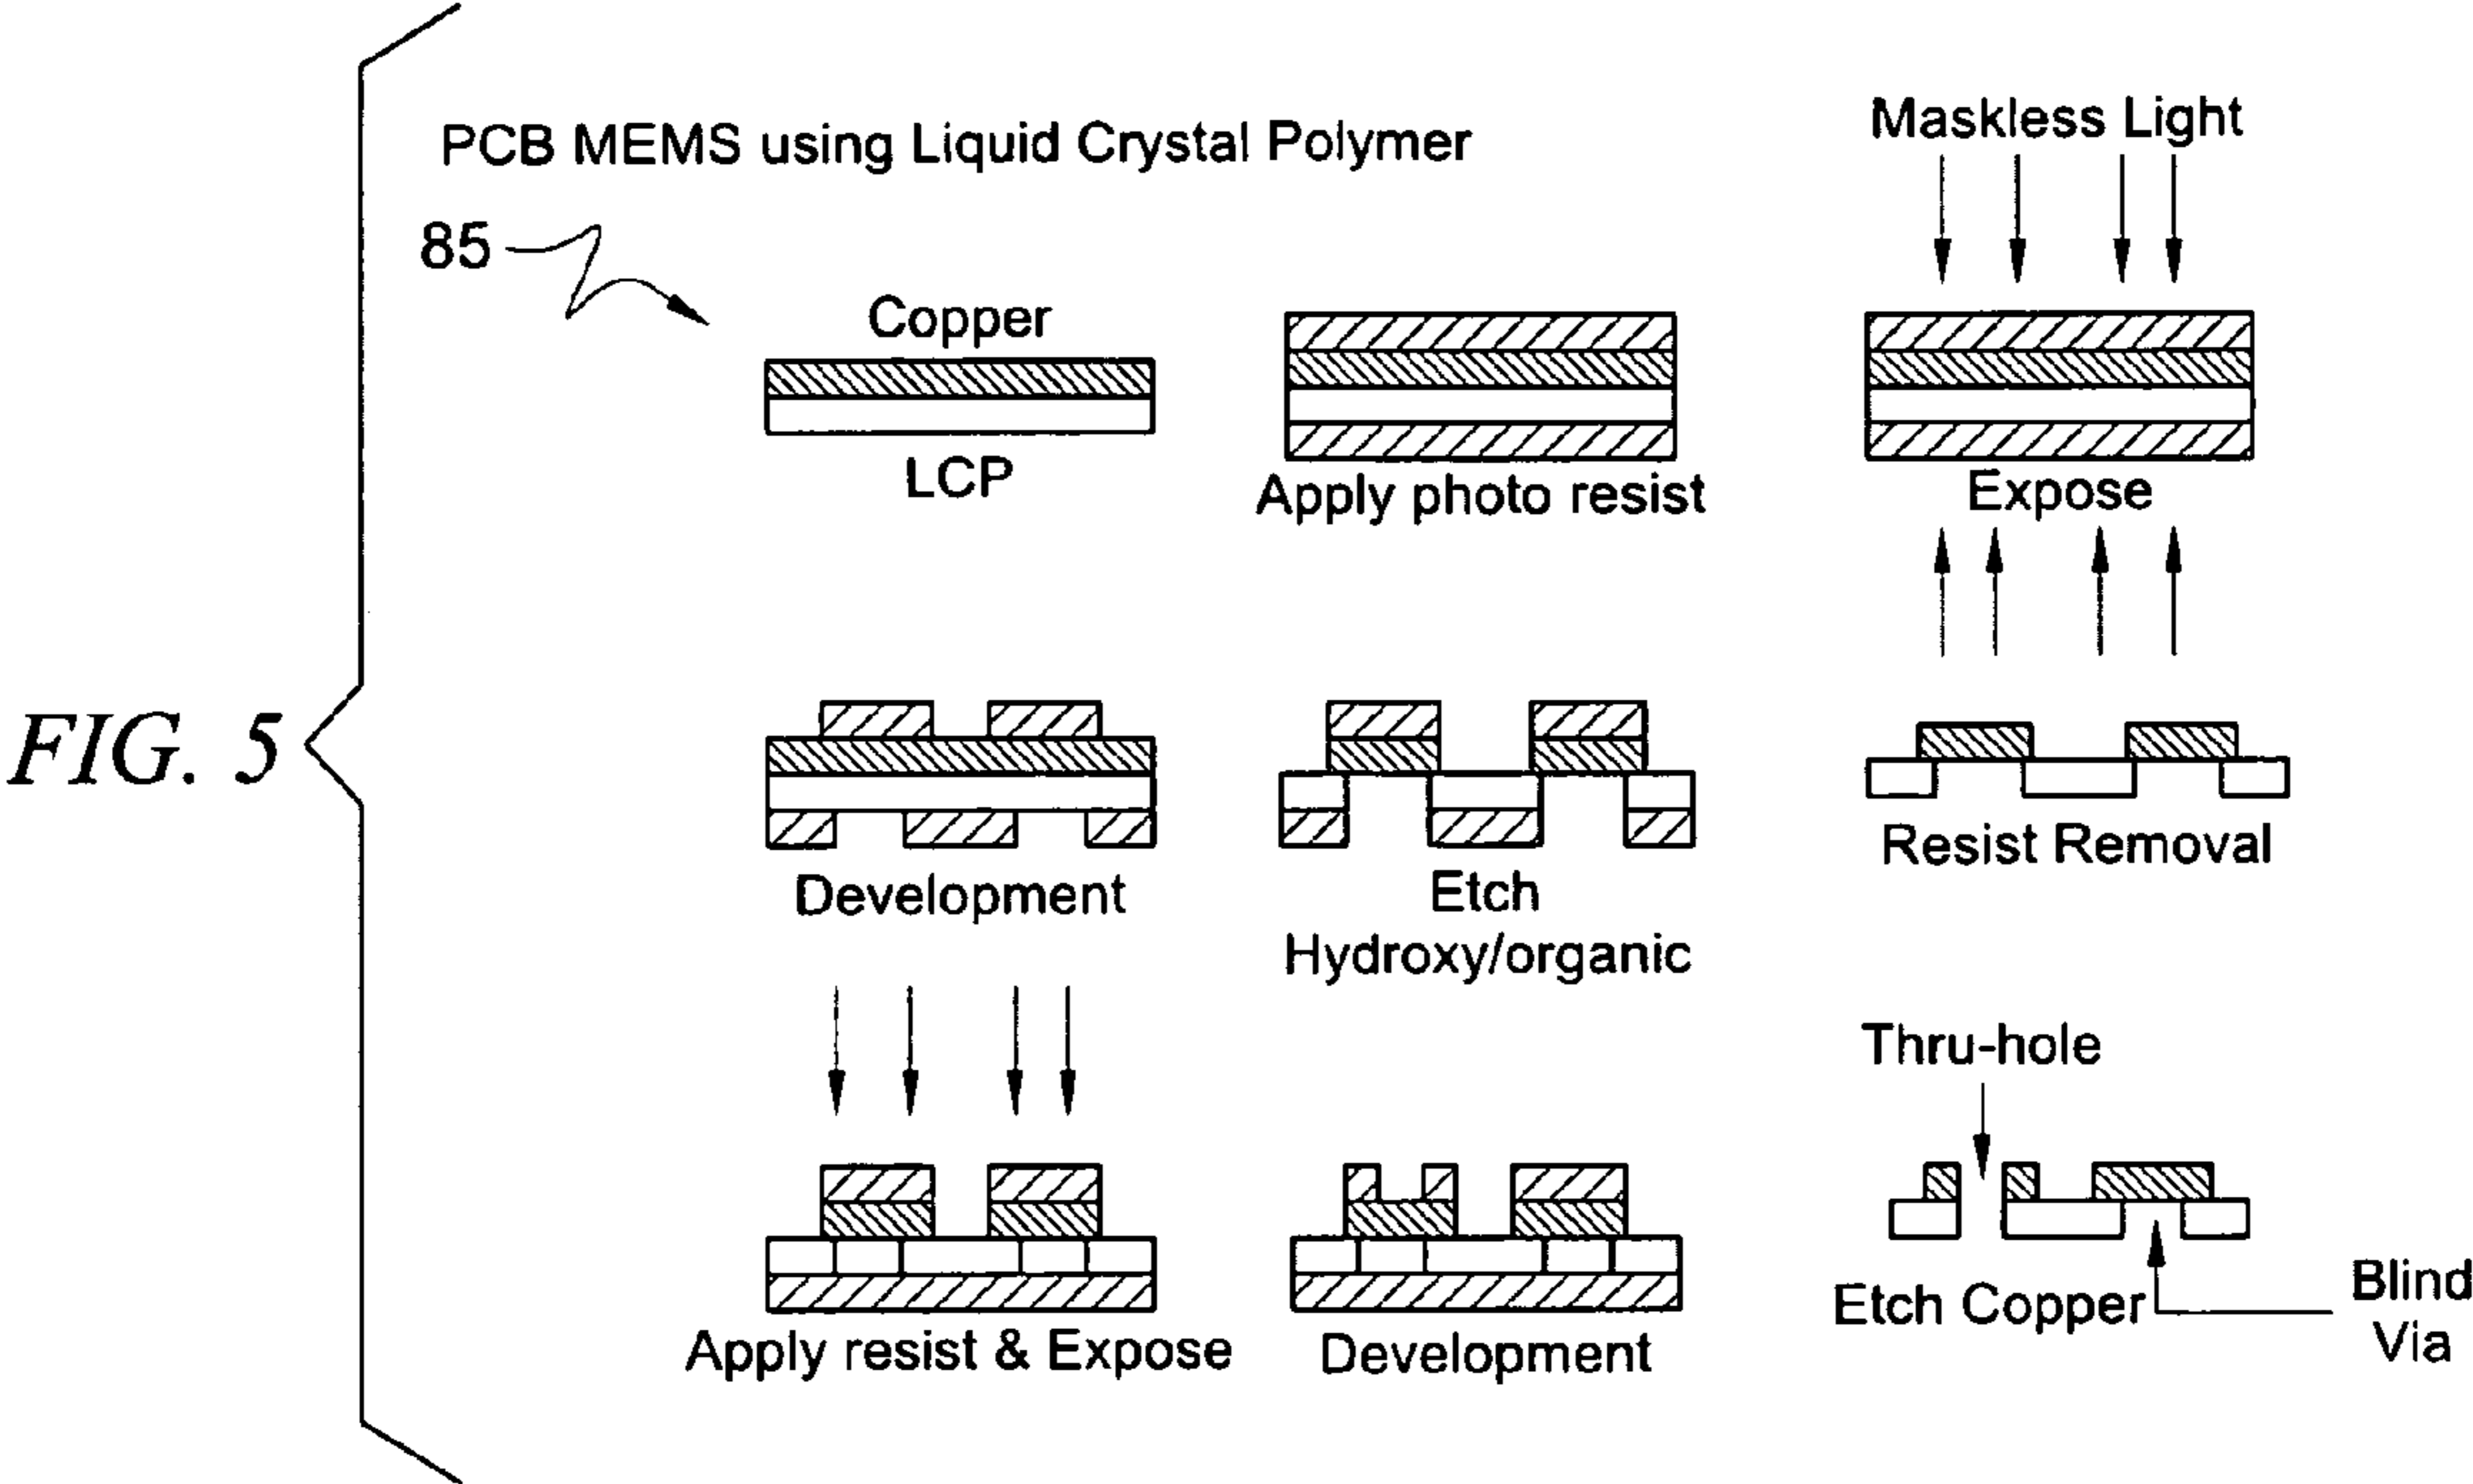 PCB MEMS using Liquid Crystal Polymer
Maskless Light
85
Copper
LCP
Apply photo resist
Expose
FIG. 5
Development
Etch
Hydroxy/organic
Resist Removal
Thru-hole
Apply resist & Expose
Development
Etch Copper
Blind
Via